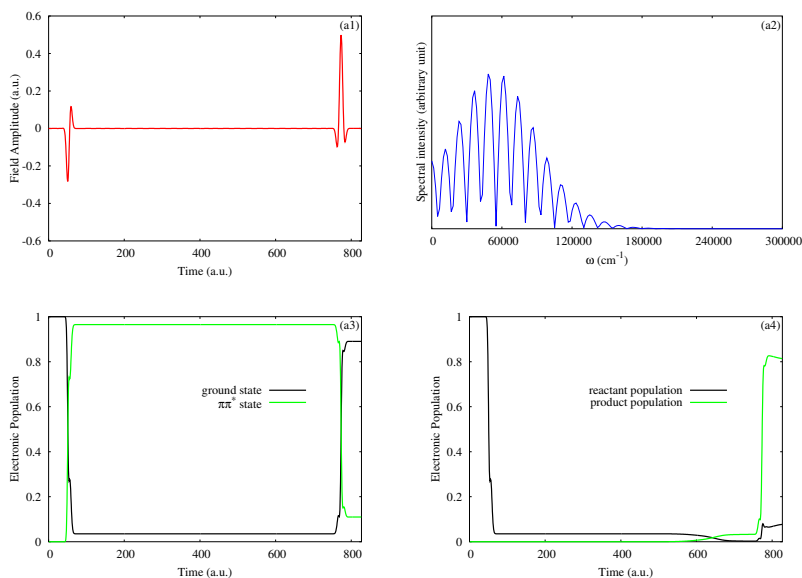 (a1)
Field Amplitude (a.u.)
0.6
0.4
0.2
0
-0.2
-0.4
-0.6
0 200 400 600 800
Time (a.u.)
(a2)
Spectral intensity (arbitrary unit)
0 60000 120000 180000 240000 300000
ω (cm-1)
(a3)
Electronic Population
1
0.8
0.6
0.4
0.2
0
ground state
ππ* state
0 200 400 600 800
Time (a.u.)
(a4)
Electronic Population
1
0.8
0.6
0.4
0.2
0
reactant population
product population
0 200 400 600 800
Time (a.u.)